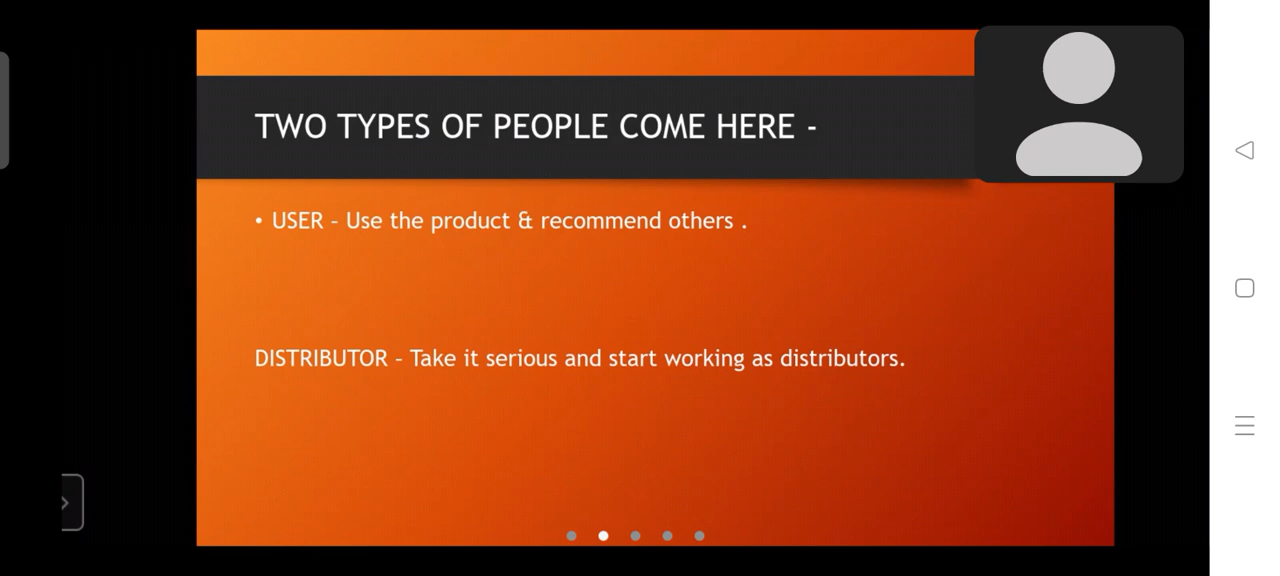 TWO TYPES OF PEOPLE COME HERE -
• USER - Use the product & recommend others .
DISTRIBUTOR - Take it serious and start working as distributors.